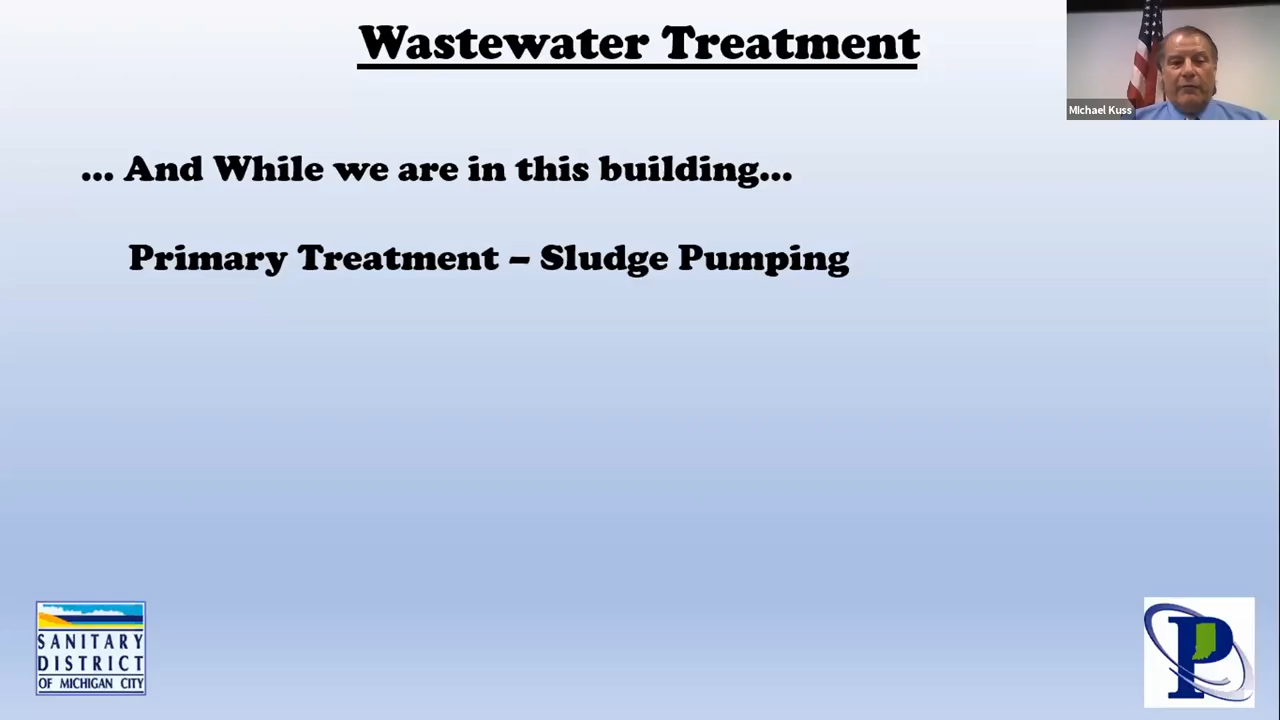 Wastewater Treatment
Michael Kuss
... And While we are in this building...
Primary Treatment – Sludge Pumping
SANITARY
DISTRICT
OF MICHIGAN CITY
P